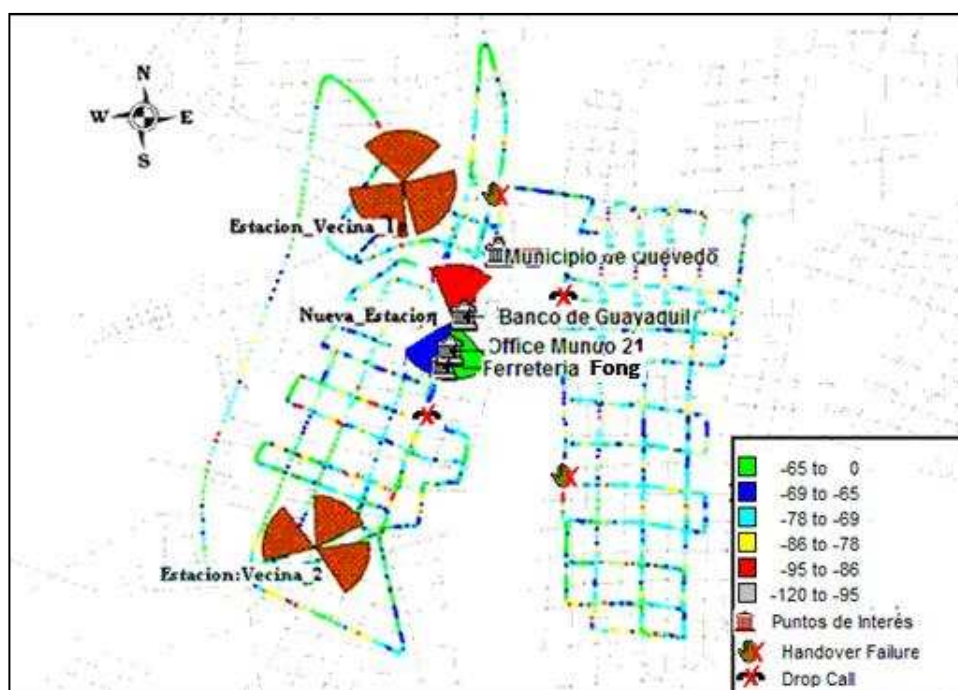 N
W E
S
Estacion_Vecina_1
Municipio de Quevedo
Nueva_Estacion
Banco de Guayaquil
Office Mundo 21
Ferreteria Fong
Estacion:Vecina_2
-65 to 0
-69 to -65
-78 to -69
-86 to -78
-95 to -86
-120 to -95
Puntos de Interés
Handover Failure
Drop Call